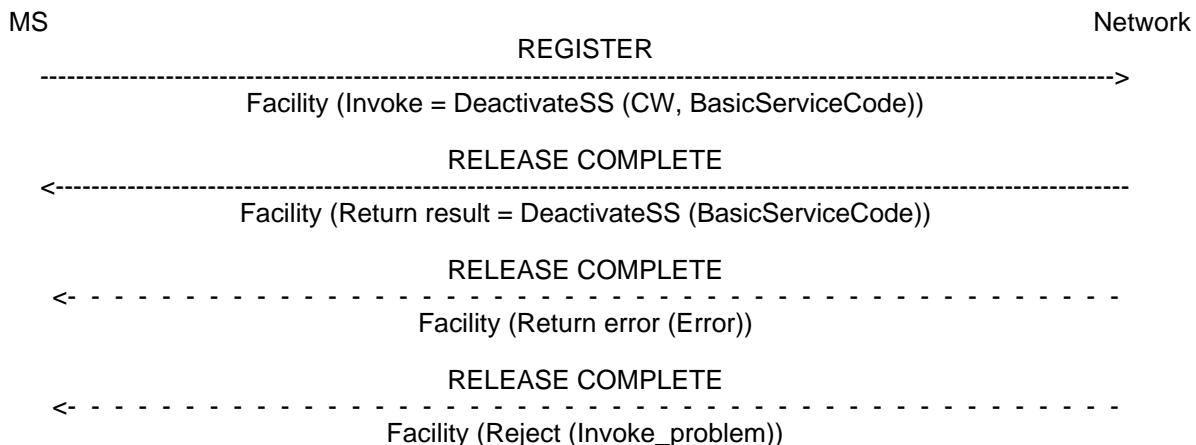 MS Network
REGISTER
Facility (Invoke = DeactivateSS (CW, BasicServiceCode))
RELEASE COMPLETE
Facility (Return result = DeactivateSS (BasicServiceCode))
RELEASE COMPLETE
Facility (Return error (Error))
RELEASE COMPLETE
Facility (Reject (Invoke_problem))